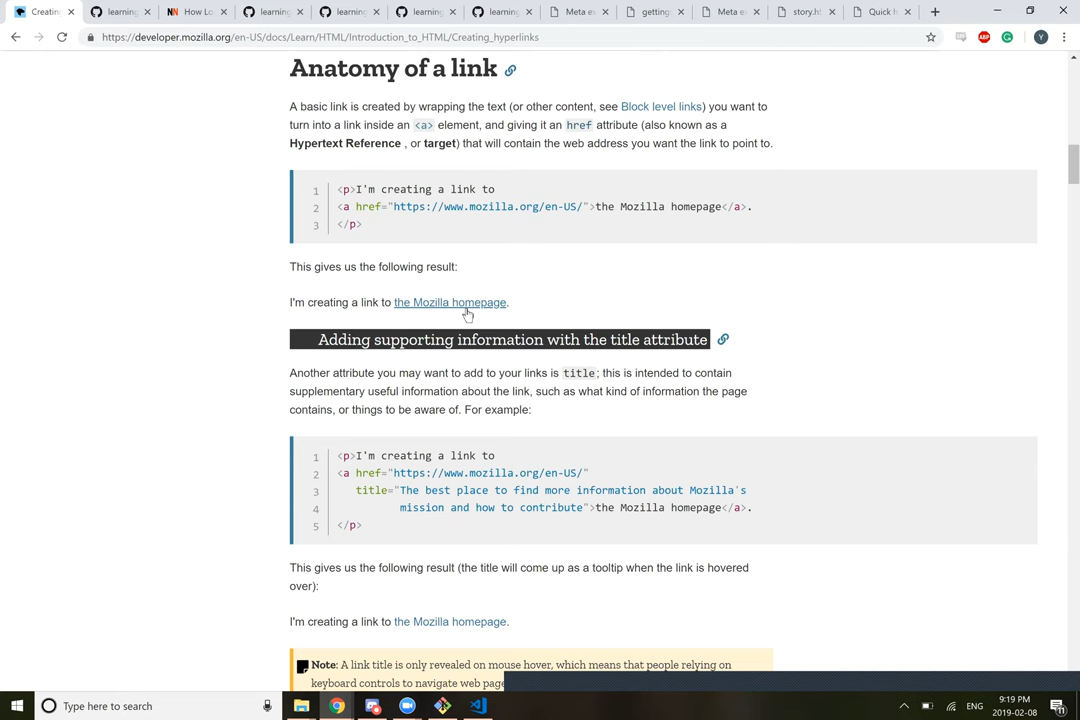 Creatin
learning
How Lo
learning
learning
learning
learning
Meta e
getting
Meta e
story.h
Quick h
https://developer.mozilla.org/en-US/docs/Learn/HTML/Introduction_to_HTML/Creating_hyperlinks
ABP
Y
Anatomy of a link
A basic link is created by wrapping the text (or other content, see Block level links) you want to
turn into a link inside an <a> element, and giving it an href attribute (also known as a
Hypertext Reference , or target) that will contain the web address you want the link to point to.
1 <p>I'm creating a link to
2 <a href="https://www.mozilla.org/en-US/">the Mozilla homepage</a>.
3 </p>
This gives us the following result:
I'm creating a link to the Mozilla homepage.
Adding supporting information with the title attribute
Another attribute you may want to add to your links is title; this is intended to contain
supplementary useful information about the link, such as what kind of information the page
contains, or things to be aware of. For example:
1 <p>I'm creating a link to
2 <a href="https://www.mozilla.org/en-US/"
3 title="The best place to find more information about Mozilla's
4 mission and how to contribute">the Mozilla homepage</a>.
5 </p>
This gives us the following result (the title will come up as a tooltip when the link is hovered
over):
I'm creating a link to the Mozilla homepage.
Note: A link title is only revealed on mouse hover, which means that people relying on
keyboard controls to navigate web page
Type here to search
ENG
9:19 PM
2019-02-08